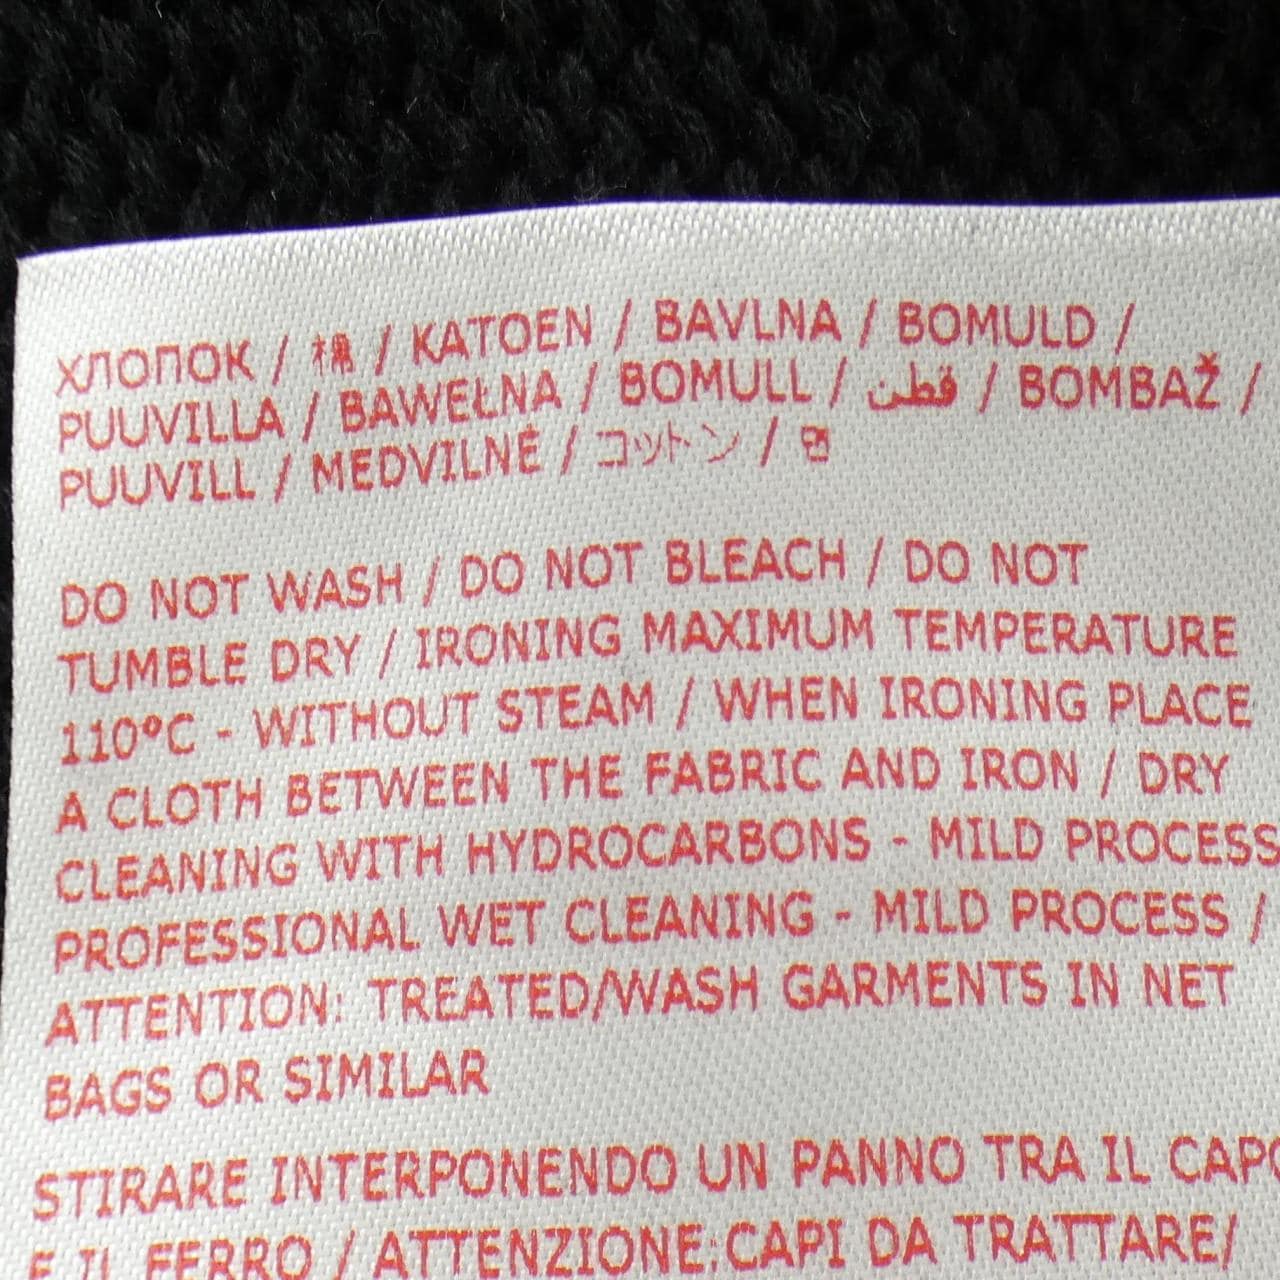 ХЛОПОК / 棉 / KATOEN / BAVLNA / BOMULD /
PUUVILLA / BAWEŁNA / BOMULL / قطن / BOMBAŽ /
PUUVILL / MEDVILNĖ / コットン / 면
DO NOT WASH / DO NOT BLEACH / DO NOT
TUMBLE DRY / IRONING MAXIMUM TEMPERATURE
110°C - WITHOUT STEAM / WHEN IRONING PLACE
A CLOTH BETWEEN THE FABRIC AND IRON / DRY
CLEANING WITH HYDROCARBONS - MILD PROCESS
PROFESSIONAL WET CLEANING - MILD PROCESS /
ATTENTION: TREATED/WASH GARMENTS IN NET
BAGS OR SIMILAR
STIRARE INTERPONENDO UN PANNO TRA IL CAPO
E IL FERRO / ATTENZIONE:CAPI DA TRATTARE/